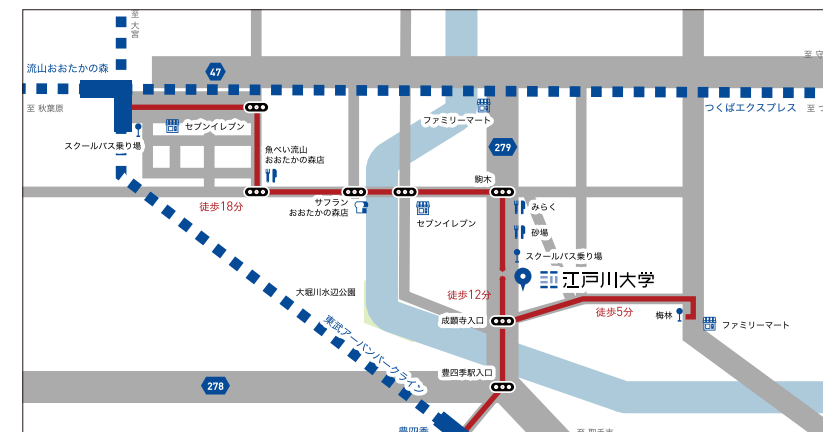 至 大宮
至 守
流山おおたかの森
47
至 秋葉原
つくばエクスプレス
至 つ
ファミリーマート
セブンイレブン
スクールバス乗り場
279
魚べい流山
おおたかの森店
駒木
徒歩18分
サフラン
おおたかの森店
みらく
セブンイレブン
砂場
スクールバス乗り場
江戸川大学
大堀川水辺公園
徒歩12分
徒歩5分
成顕寺入口
梅林
ファミリーマート
東武アーバンパークライン
豊四季駅入口
278
豊四季